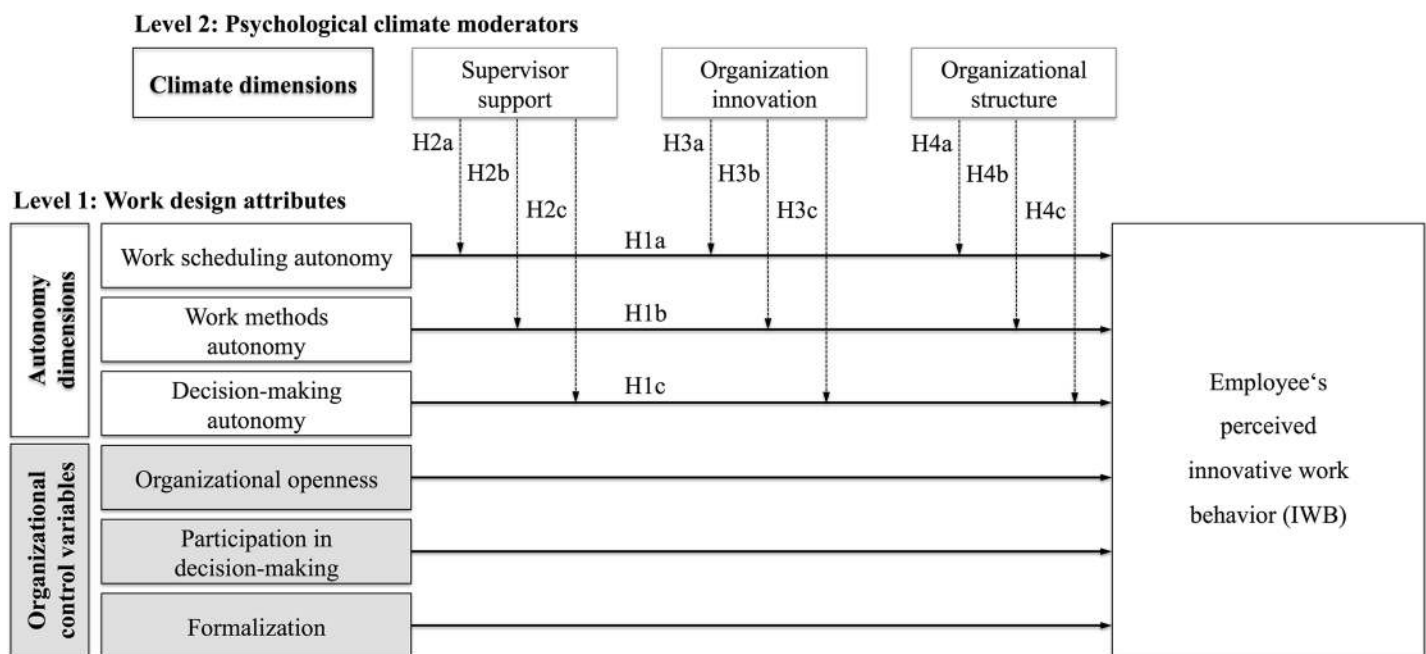 Level 2: Psychological climate moderators
Climate dimensions
Supervisor
support
Organization
innovation
Organizational
structure
H2a
H2b
H2c
H3a
H3b
H3c
H4a
H4b
H4c
Level 1: Work design attributes
Autonomy
dimensions
Work scheduling autonomy
H1a
Work methods
autonomy
H1b
Decision-making
autonomy
H1c
Organizational
control variables
Organizational openness
Participation in
decision-making
Formalization
Employee‘s
perceived
innovative work
behavior (IWB)